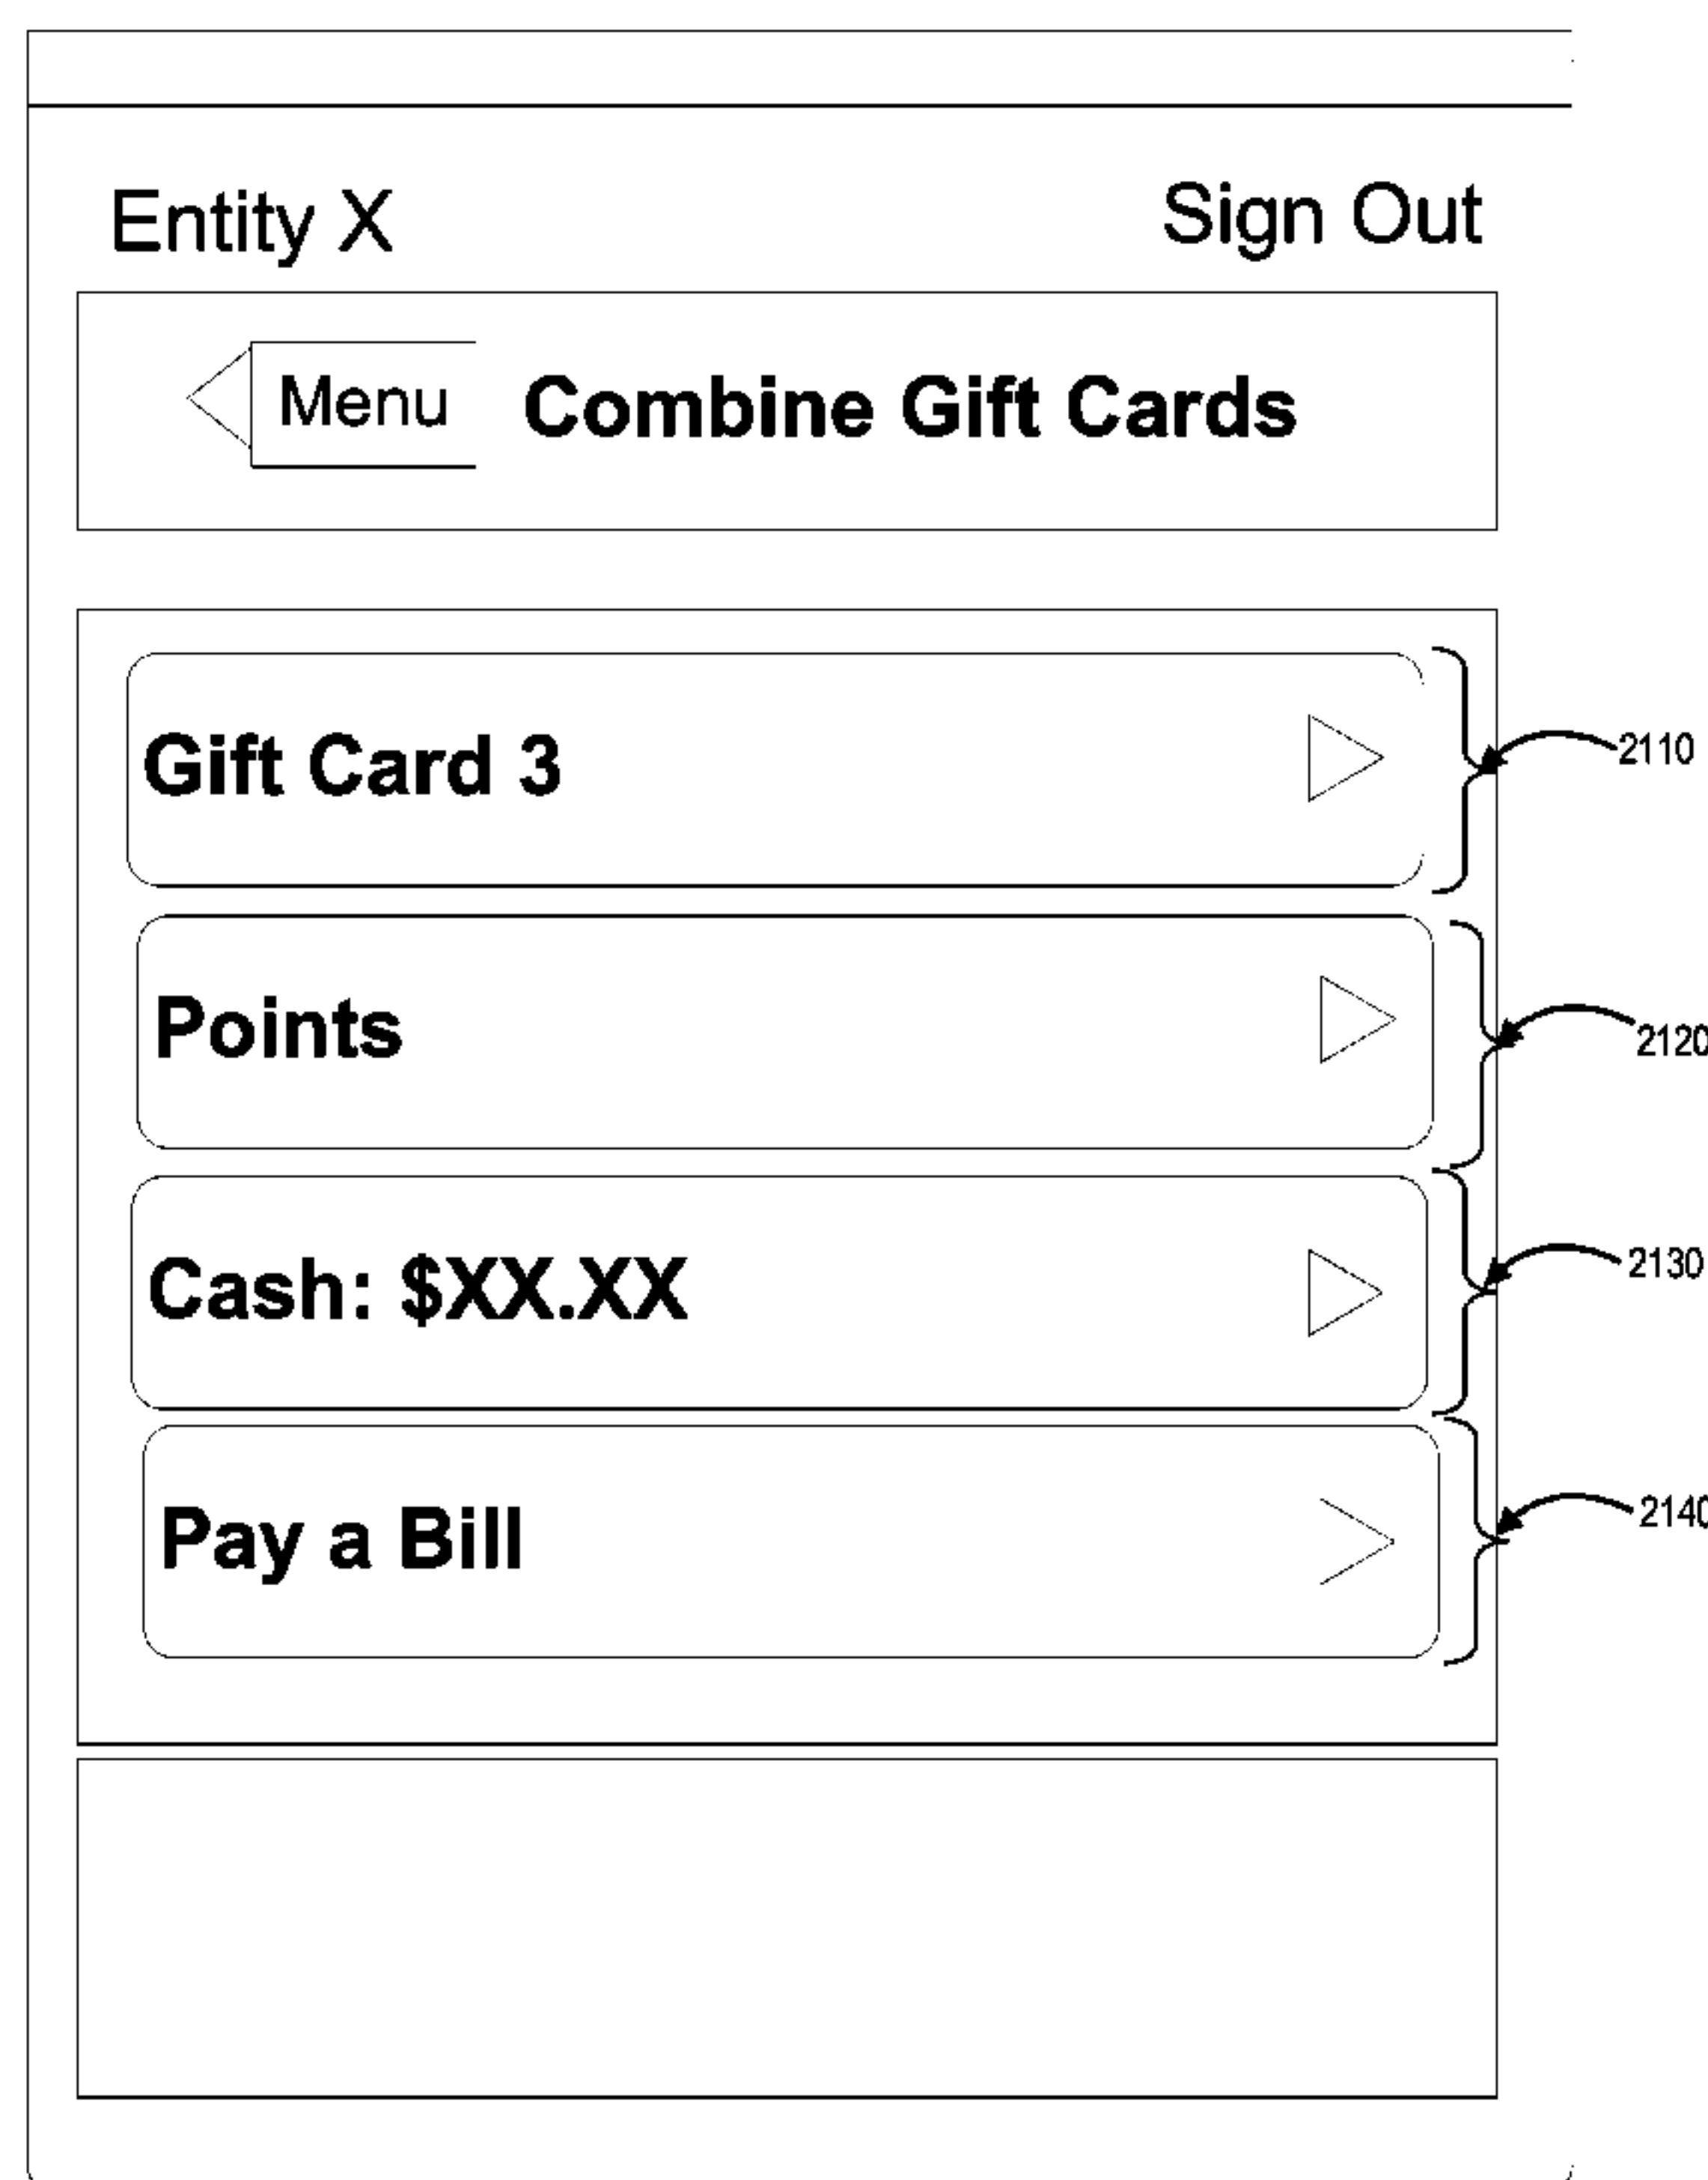 Entity X Sign Out
Menu Combine Gift Cards
Gift Card 3
2110
Points
2120
Cash: $XX.XX
2130
Pay a Bill
2140